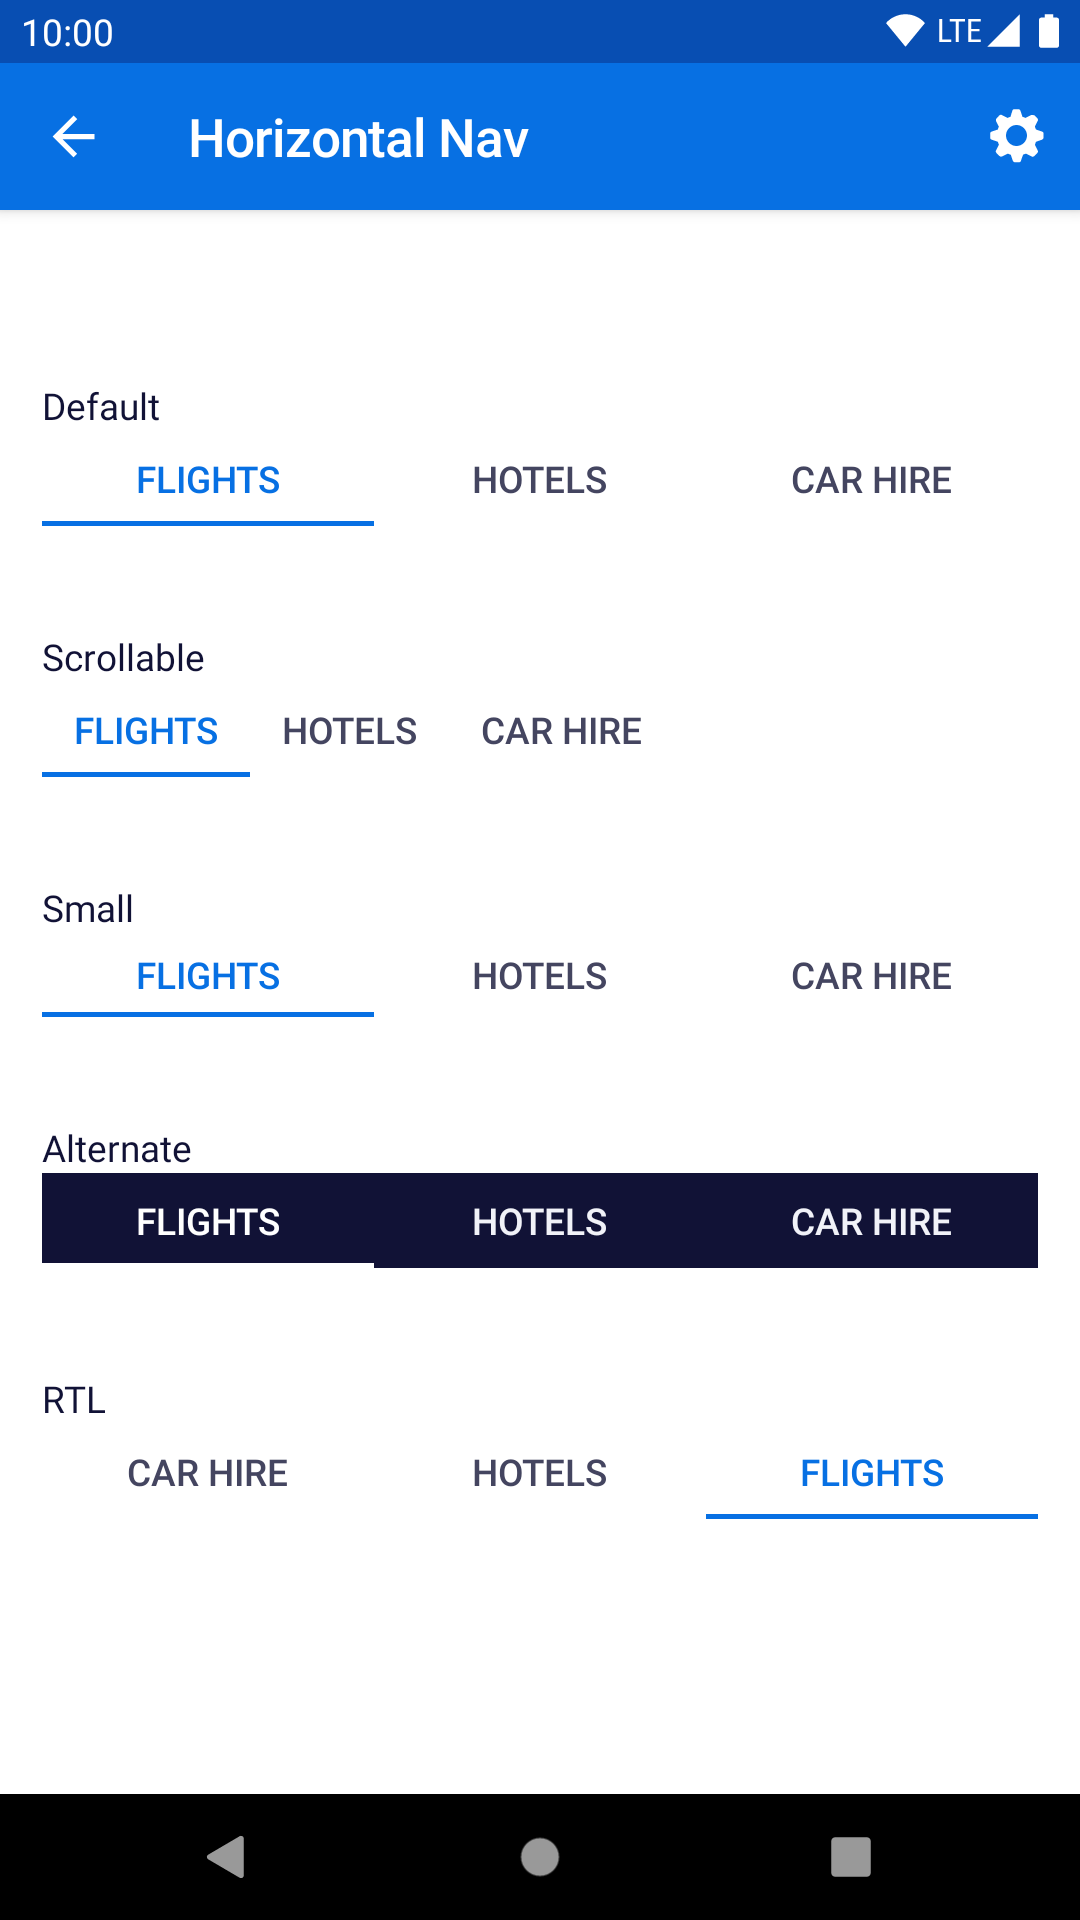 10:00 LTE
Horizontal Nav
Default
FLIGHTS HOTELS CAR HIRE
Scrollable
FLIGHTS HOTELS CAR HIRE
Small
FLIGHTS HOTELS CAR HIRE
Alternate
FLIGHTS HOTELS CAR HIRE
RTL
CAR HIRE HOTELS FLIGHTS